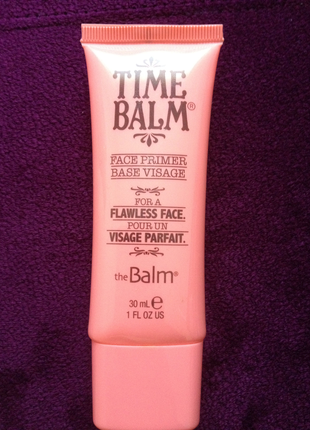 TIME
BALM®
FACE PRIMER
BASE VISAGE
FOR A
FLAWLESS FACE.
POUR UN
VISAGE PARFAIT.
theBalm®
30 mL ℮
1 FL OZ US